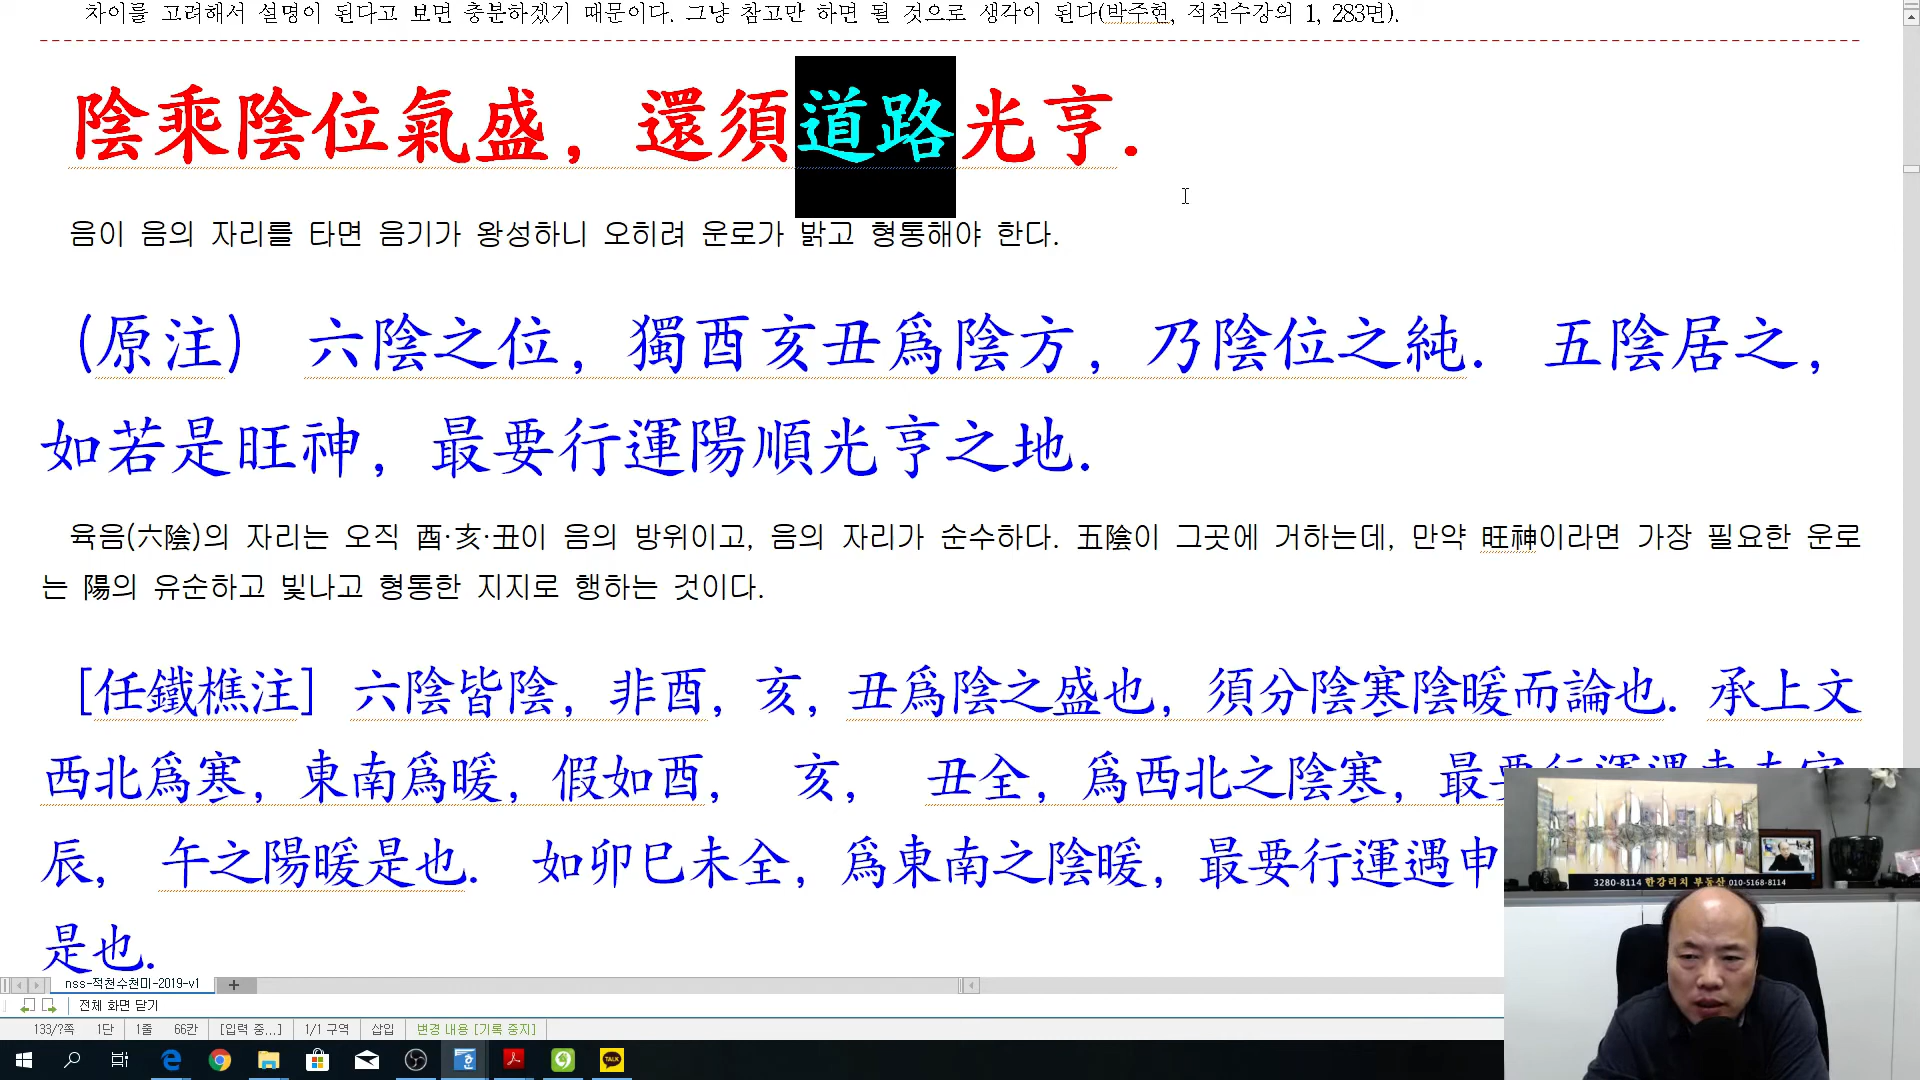 차이를 고려해서 설명이 된다고 보면 충분하겠기 때문이다. 그냥 참고만 하면 될 것으로 생각이 된다(박주현, 적천수강의 1, 283면).
陰乘陰位氣盛, 還須道路光亨.
음이 음의 자리를 타면 음기가 왕성하니 오히려 운로가 밝고 형통해야 한다.
(原注) 六陰之位, 獨酉亥丑爲陰方, 乃陰位之純. 五陰居之,
如若是旺神, 最要行運陽順光亨之地.
육음(六陰)의 자리는 오직 酉·亥·丑이 음의 방위이고, 음의 자리가 순수하다. 五陰이 그곳에 거하는데, 만약 旺神이라면 가장 필요한 운로
는 陽의 유순하고 빛나고 형통한 지지로 행하는 것이다.
[任鐵樵注] 六陰皆陰, 非酉, 亥, 丑爲陰之盛也, 須分陰寒陰暖而論也. 承上文
西北爲寒, 東南爲暖, 假如酉, 亥, 丑全, 爲西北之陰寒, 最要行運遇
辰, 午之陽暖是也. 如卯巳未全, 爲東南之陰暖, 最要行運遇申
是也.
3280-8114 한강리치 부동산 010-5168-8114
nss-적천수천미-2019-v1
전체 화면 닫기
133/?쪽 1단 1줄 66칸 [입력 중...] 1/1 구역 삽입 변경 내용 [기록 중지]
TALK